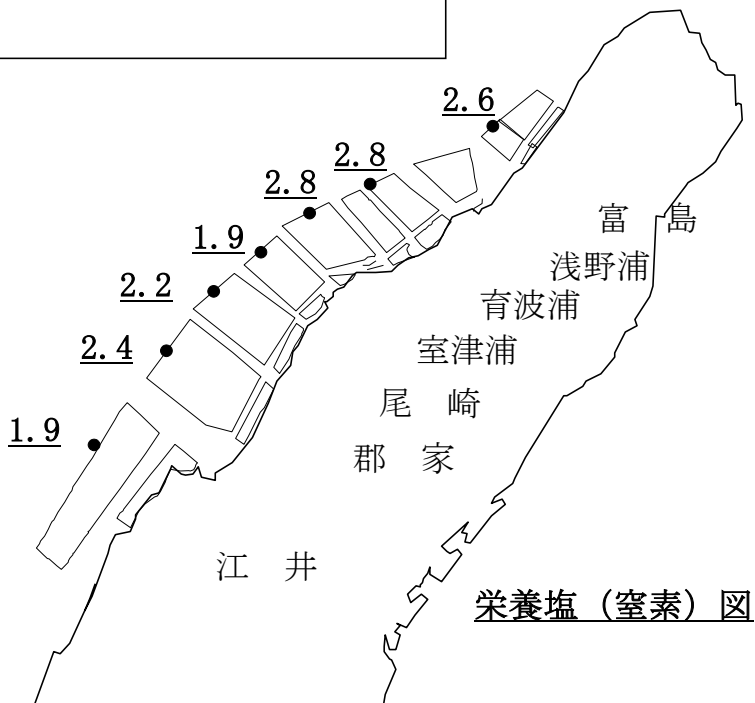 2.6
2.8
2.8
1.9
2.2
2.4
1.9
富　島
浅野浦
育波浦
室津浦
尾　崎
郡　家
江　井
栄養塩（窒素）図